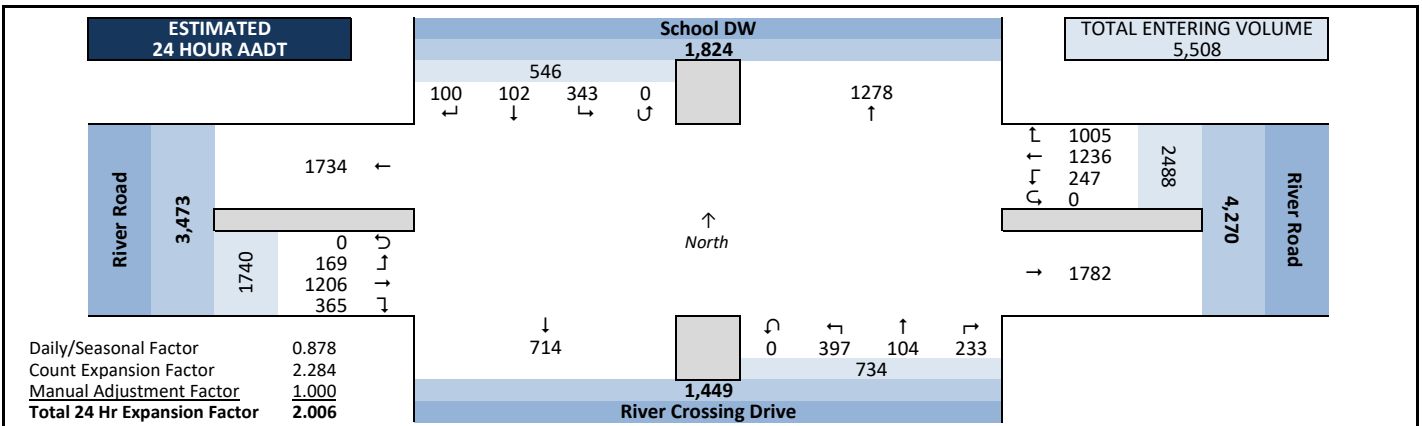 ESTIMATED
24 HOUR AADT
School DW
1,824
TOTAL ENTERING VOLUME
5,508
546
100 102 343 0
↵ ↓ ↳ ↺
1278
↑
River Road
3,473
1734 ←
1740
0 ⮌
169 ↰
1206 →
365 ↴
↑
North
↱ 1005
← 1236
↲ 247
⮎ 0
2488
4,270
River Road
→ 1782
↓
714
↶ ↰ ↑ ↱
0 397 104 233
734
1,449
River Crossing Drive
Daily/Seasonal Factor 0.878
Count Expansion Factor 2.284
Manual Adjustment Factor 1.000
Total 24 Hr Expansion Factor 2.006